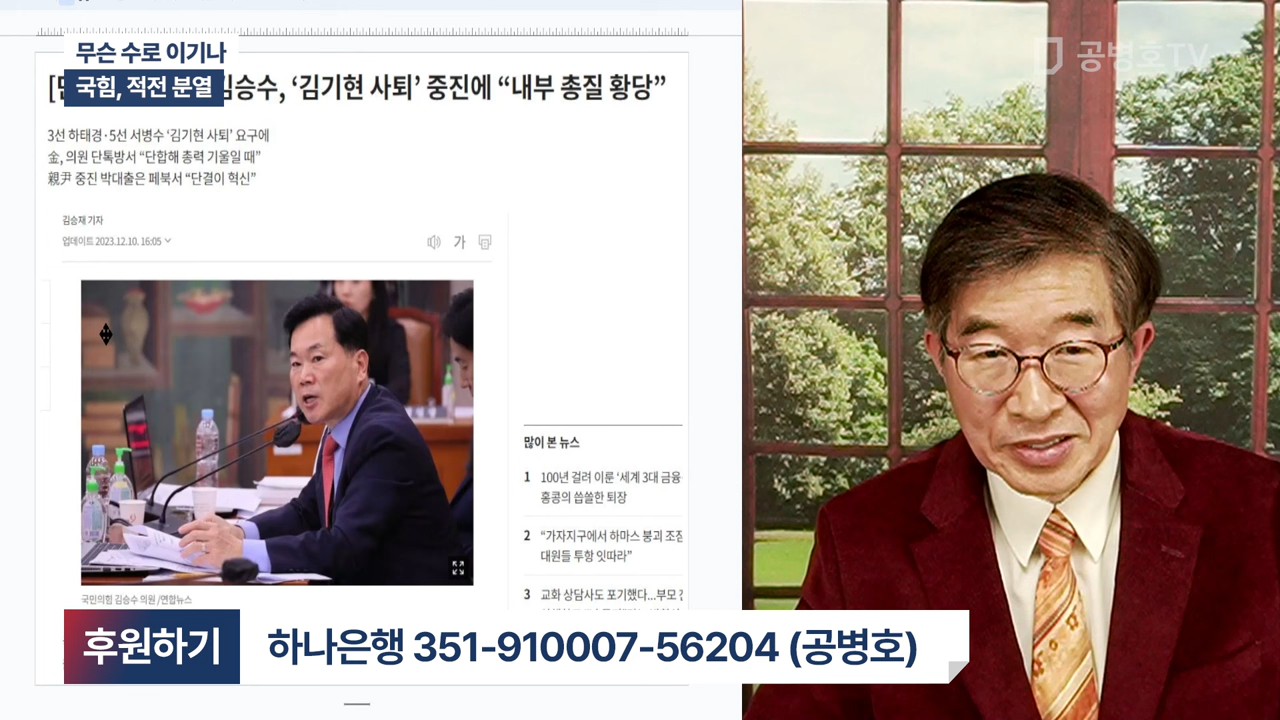 무슨 수로 이기나
국힘, 적전 분열
김승수, ‘김기현 사퇴’ 중진에 “내부 총질 황당”
3선 하태경·5선 서병수 ‘김기현 사퇴’ 요구에
金, 의원 단톡방서 “단합해 총력 기울일 때”
親尹 중진 박대출은 페북서 “단결이 혁신”
김승재 기자
업데이트 2023.12.10. 16:05
가
공병호TV
많이 본 뉴스
1 100년 걸려 이룬 ‘세계 3대 금융
홍콩의 씁쓸한 퇴장
2 “가자지구에서 하마스 붕괴 조짐
대원들 투항 잇따라”
3 교화 상담사도 포기했다...부모
국민의힘 김승수 의원 /연합뉴스
후원하기
하나은행 351-910007-56204 (공병호)